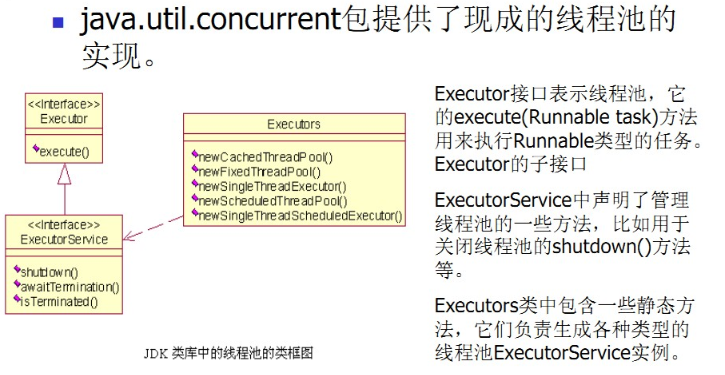 java.util.concurrent包提供了现成的线程池的
实现。
<<Interface>>
Executor
execute()
<<Interface>>
ExecutorService
shutdown()
awaitTermination()
isTerminated()
Executors
newCachedThreadPool()
newFixedThreadPool()
newSingleThreadExecutor()
newScheduledThreadPool()
newSingleThreadScheduledExecutor()
JDK 类库中的线程池的类框图
Executor接口表示线程池，它
的execute(Runnable task)方法
用来执行Runnable类型的任务。
Executor的子接口
ExecutorService中声明了管理
线程池的一些方法，比如用于
关闭线程池的shutdown()方法
等。
Executors类中包含一些静态方
法，它们负责生成各种类型的
线程池ExecutorService实例。